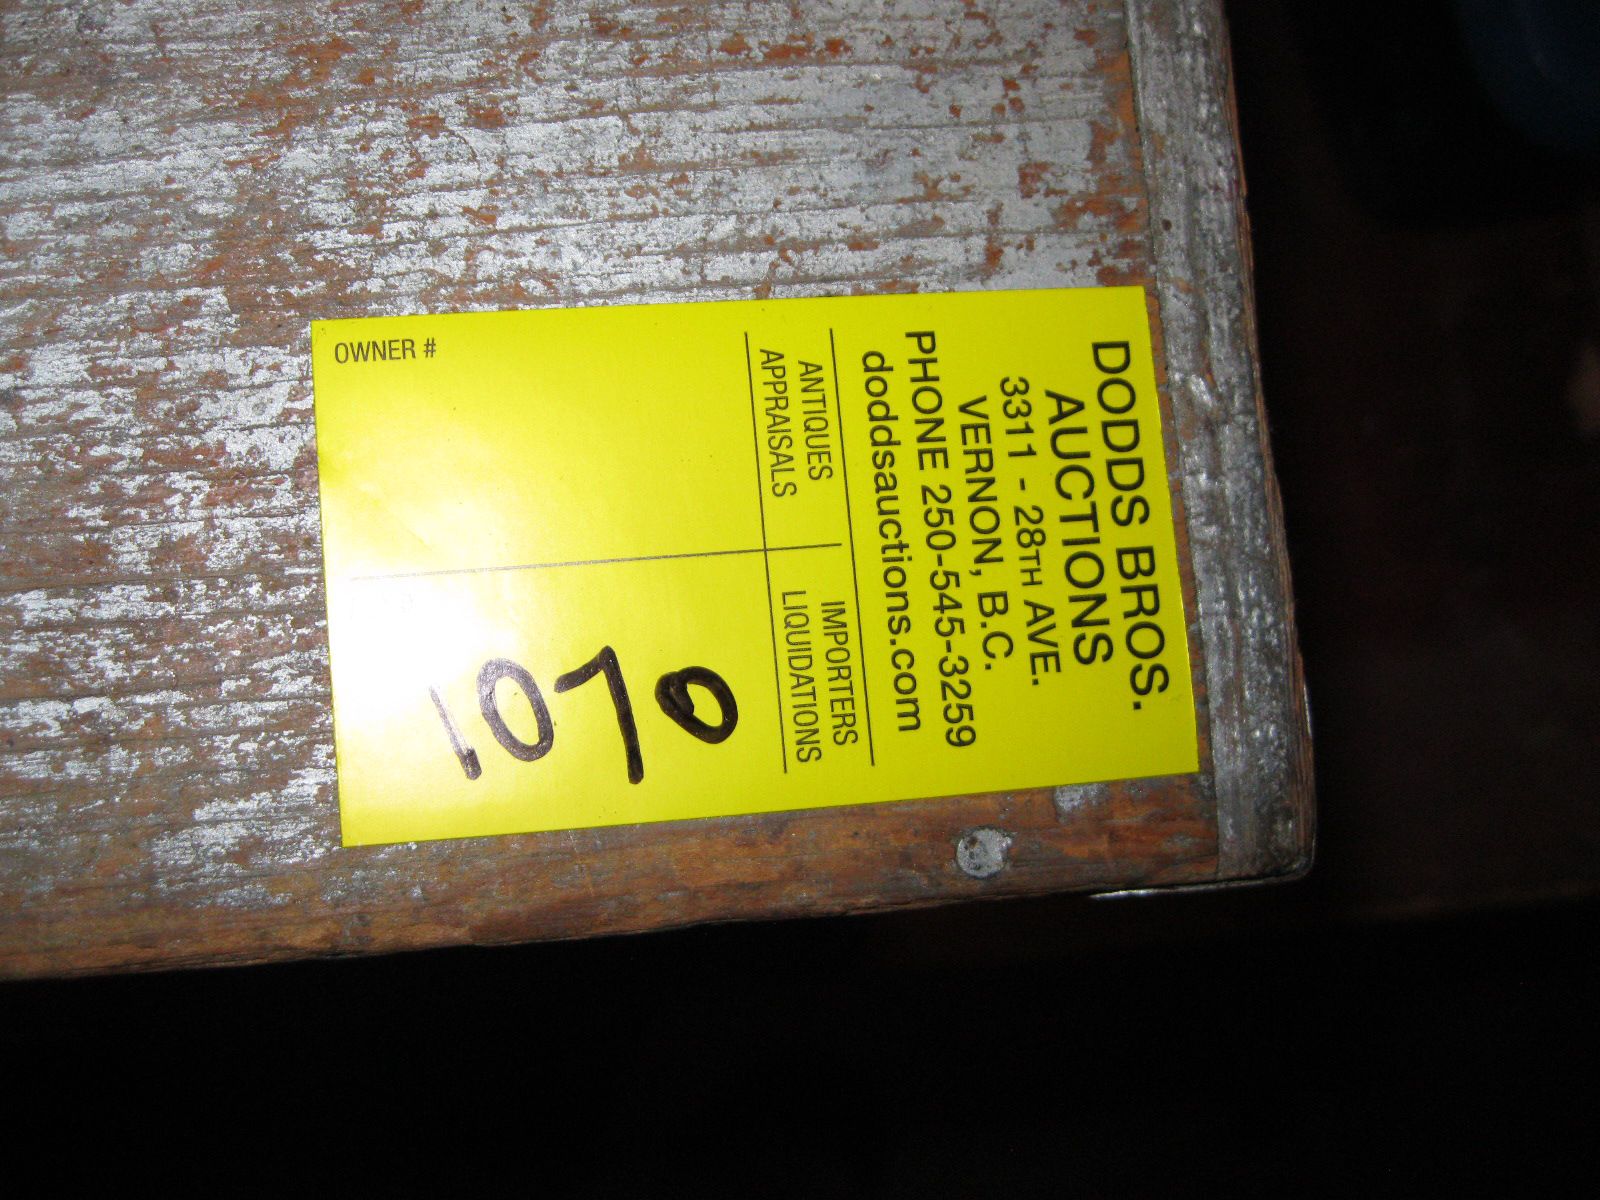 DODDS BROS.
AUCTIONS
3311 - 28TH AVE.
VERNON, B.C.
PHONE 250-545-3259
doddsauctions.com
ANTIQUES
APPRAISALS
IMPORTERS
LIQUIDATIONS
OWNER #
1070